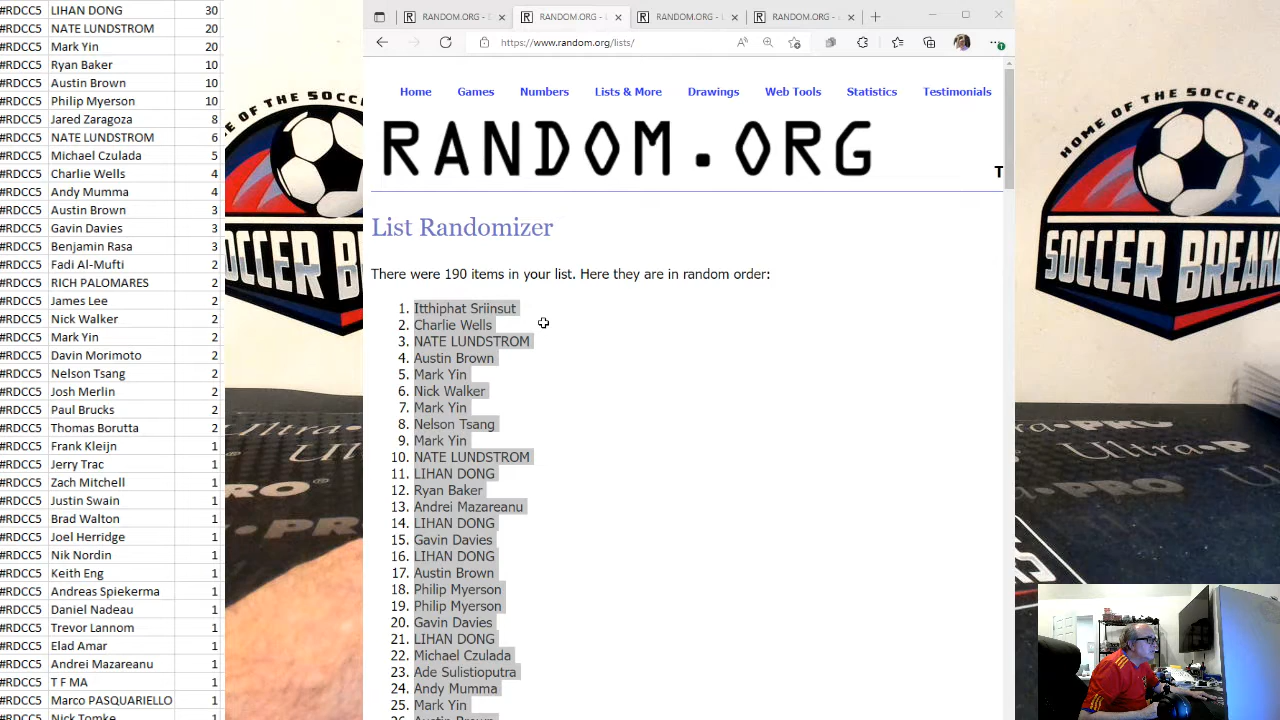 #RDCC5 LIHAN DONG 30
#RDCC5 NATE LUNDSTROM 20
#RDCC5 Mark Yin 20
#RDCC5 Ryan Baker 10
#RDCC5 Austin Brown 10
#RDCC5 Philip Myerson 10
#RDCC5 Jared Zaragoza 8
#RDCC5 NATE LUNDSTROM 6
#RDCC5 Michael Czulada 5
#RDCC5 Charlie Wells 4
#RDCC5 Andy Mumma 4
#RDCC5 Austin Brown 3
#RDCC5 Gavin Davies 3
#RDCC5 Benjamin Rasa 3
#RDCC5 Fadi Al-Mufti 2
#RDCC5 RICH PALOMARES 2
#RDCC5 James Lee 2
#RDCC5 Nick Walker 2
#RDCC5 Mark Yin 2
#RDCC5 Davin Morimoto 2
#RDCC5 Nelson Tsang 2
#RDCC5 Josh Merlin 2
#RDCC5 Paul Brucks 2
#RDCC5 Thomas Borutta 2
#RDCC5 Frank Kleijn 1
#RDCC5 Jerry Trac 1
#RDCC5 Zach Mitchell 1
#RDCC5 Justin Swain 1
#RDCC5 Brad Walton 1
#RDCC5 Joel Herridge 1
#RDCC5 Nik Nordin 1
#RDCC5 Keith Eng 1
#RDCC5 Andreas Spiekerma 1
#RDCC5 Daniel Nadeau 1
#RDCC5 Trevor Lannom 1
#RDCC5 Elad Amar 1
#RDCC5 Andrei Mazareanu 1
#RDCC5 T F MA 1
#RDCC5 Marco PASQUARIELLO 1
#RDCC5 Nick Tomke 1
E OF THE SOCCER
OCCER BREAK
RANDOM.ORG - RANDOM.ORG - RANDOM.ORG - RANDOM.ORG -
https://www.random.org/lists/
Home Games Numbers Lists & More Drawings Web Tools Statistics Testimonials
RANDOM.ORG
T
List Randomizer
There were 190 items in your list. Here they are in random order:
1. Itthiphat Sriinsut
2. Charlie Wells
3. NATE LUNDSTROM
4. Austin Brown
5. Mark Yin
6. Nick Walker
7. Mark Yin
8. Nelson Tsang
9. Mark Yin
10. NATE LUNDSTROM
11. LIHAN DONG
12. Ryan Baker
13. Andrei Mazareanu
14. LIHAN DONG
15. Gavin Davies
16. LIHAN DONG
17. Austin Brown
18. Philip Myerson
19. Philip Myerson
20. Gavin Davies
21. LIHAN DONG
22. Michael Czulada
23. Ade Sulistioputra
24. Andy Mumma
25. Mark Yin
26. Austin Brown
HOME OF THE SOCCER
SOCCER BREAKE
Ultra PRO